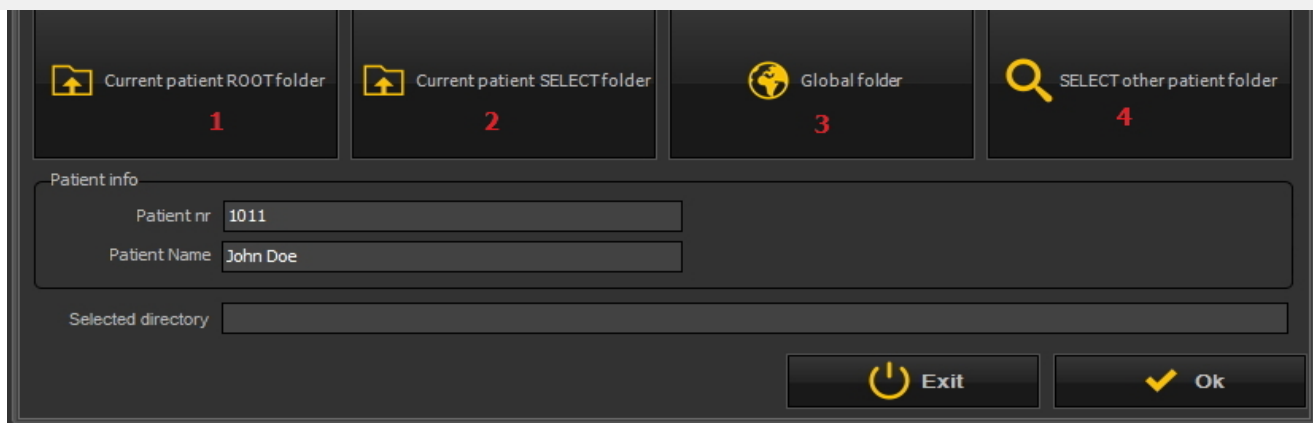 Current patient ROOT folder
Current patient SELECT folder
Global folder
SELECT other patient folder
1
2
3
4
Patient info
Patient nr 1011
Patient Name John Doe
Selected directory
Exit
Ok